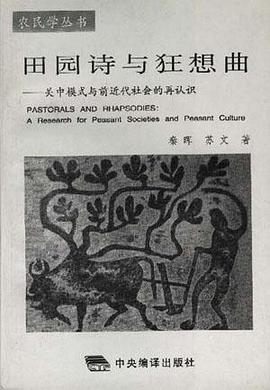 农民学丛书
田园诗与狂想曲
——关中模式与前近代社会的再认识
PASTORALS AND RHAPSODIES:
A Research for Peasant Societies and Peasant Culture
秦晖 苏文 著
中央编译出版社